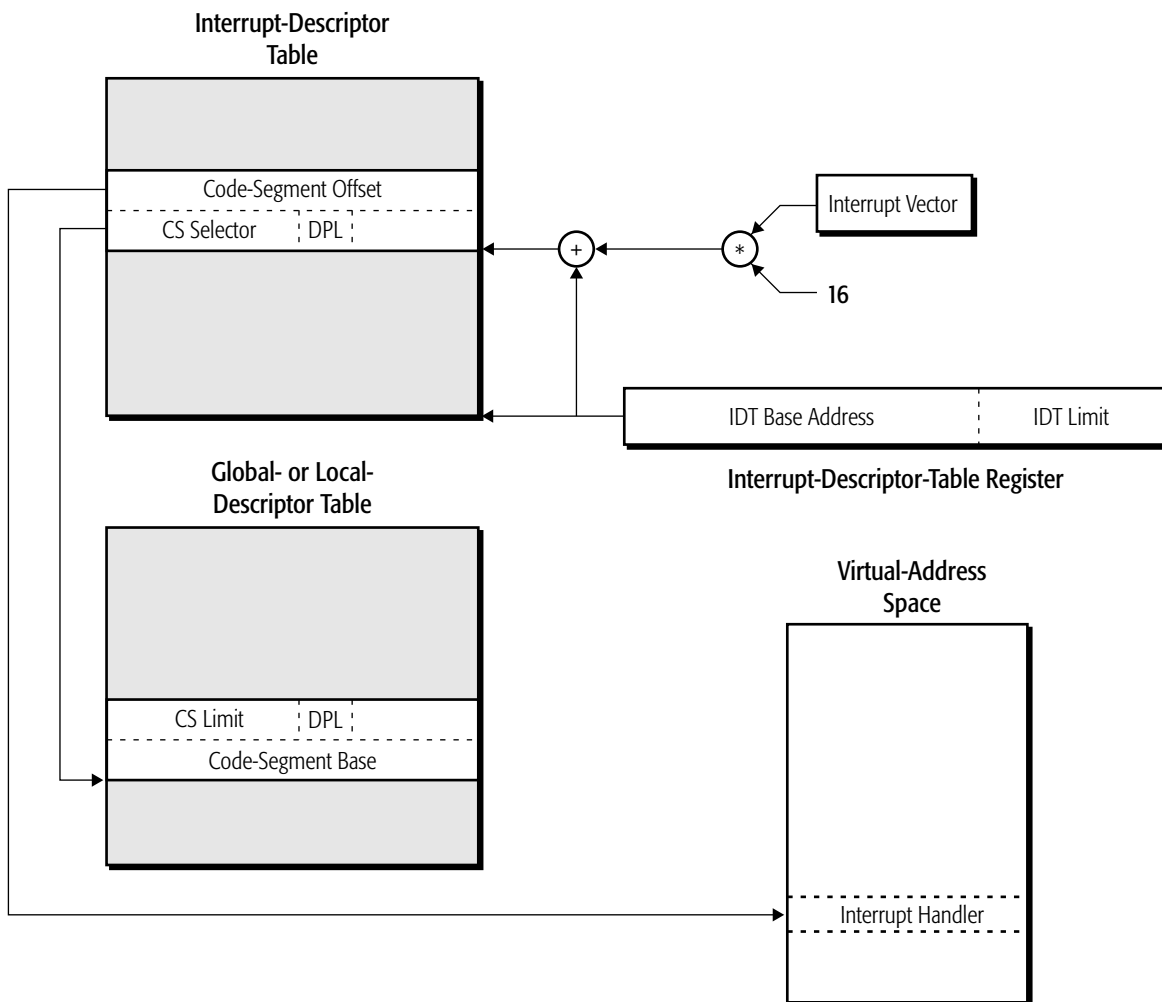 Interrupt-Descriptor
Table
Code-Segment Offset
CS Selector DPL
Interrupt Vector
+
*
16
IDT Base Address IDT Limit
Interrupt-Descriptor-Table Register
Global- or Local-
Descriptor Table
CS Limit DPL
Code-Segment Base
Virtual-Address
Space
Interrupt Handler